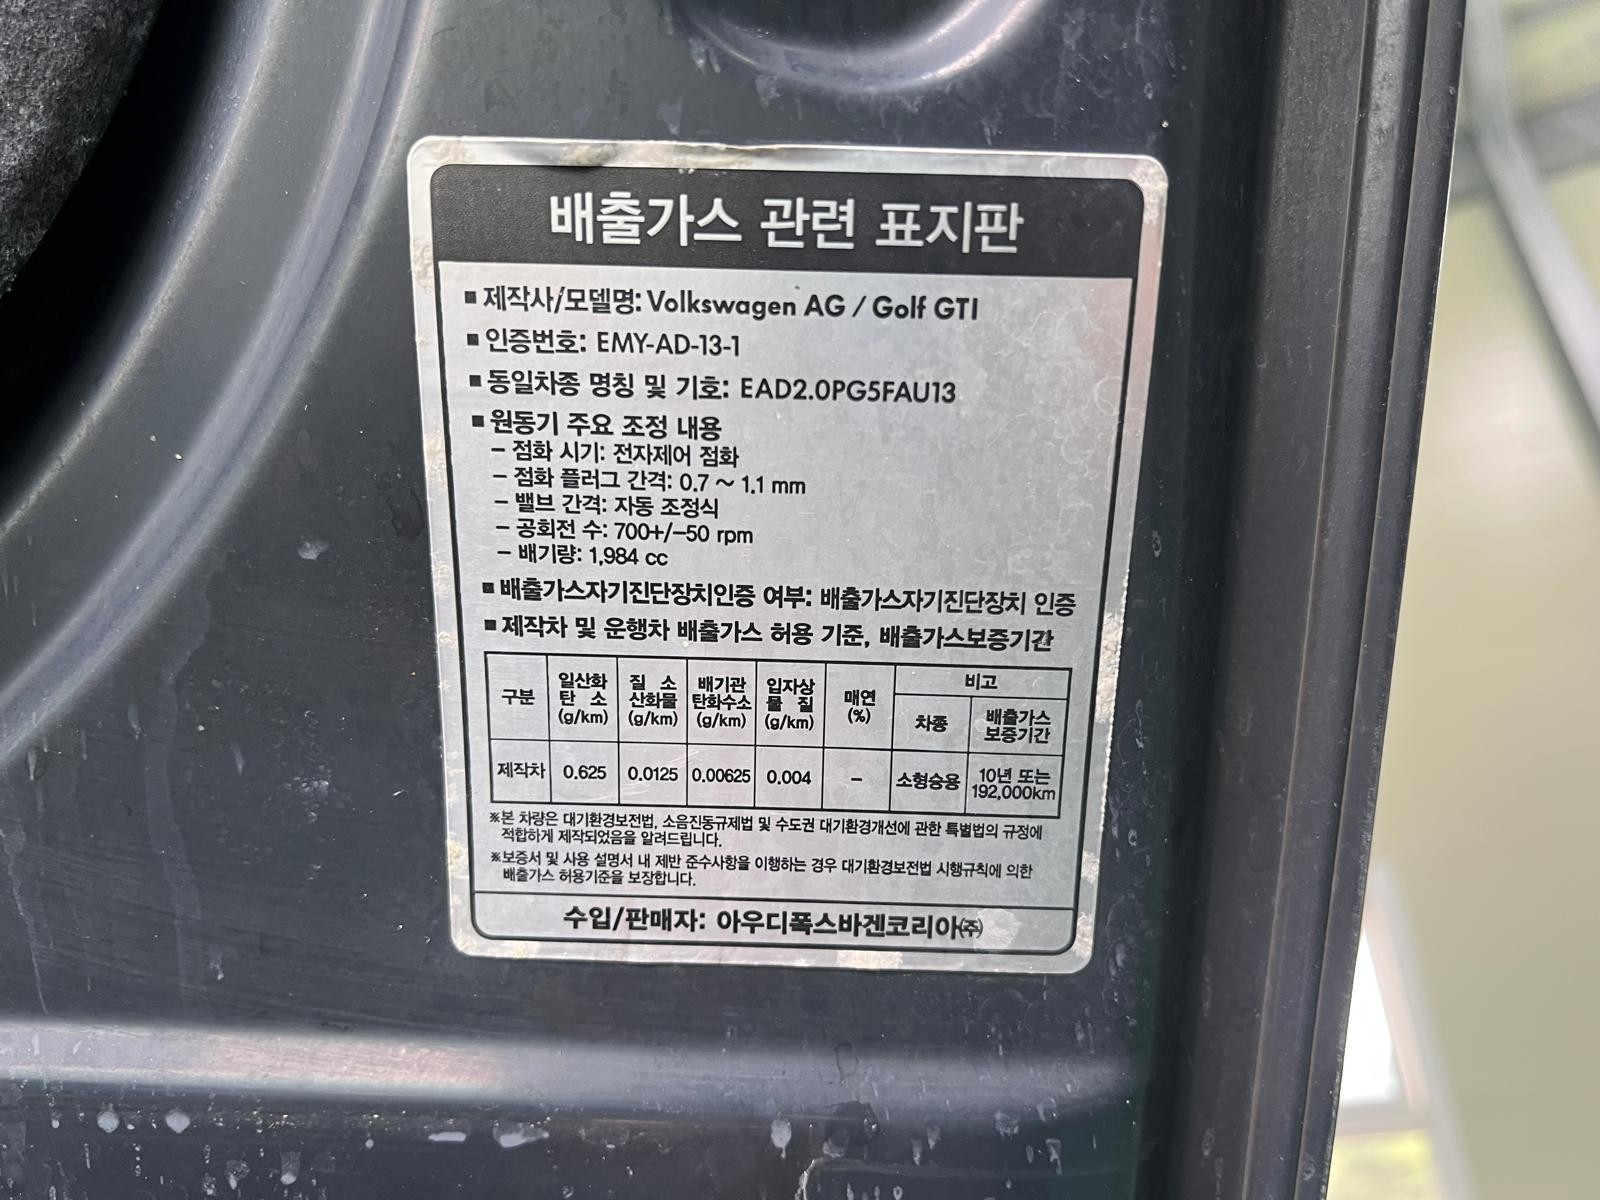 배출가스 관련 표지판
■ 제작사/모델명: Volkswagen AG / Golf GTI
■ 인증번호: EMY-AD-13-1
■ 동일차종 명칭 및 기호: EAD2.0PG5FAU13
■ 원동기 주요 조정 내용
– 점화 시기: 전자제어 점화
– 점화 플러그 간격: 0.7 ~ 1.1 mm
– 밸브 간격: 자동 조정식
– 공회전 수: 700+/–50 rpm
– 배기량: 1,984 cc
■ 배출가스자기진단장치인증 여부: 배출가스자기진단장치 인증
■ 제작차 및 운행차 배출가스 허용 기준, 배출가스보증기간
구분 일산화 탄 소 (g/km) 질 소 산화물 (g/km) 배기관 탄화수소 (g/km) 입자상 물 질 (g/km) 매연 (%) 비고
차종 배출가스 보증기간
제작차 0.625 0.0125 0.00625 0.004 – 소형승용 10년 또는 192,000km
※본 차량은 대기환경보전법, 소음진동규제법 및 수도권 대기환경개선에 관한 특별법의 규정에
적합하게 제작되었음을 알려드립니다.
※보증서 및 사용 설명서 내 제반 준수사항을 이행하는 경우 대기환경보전법 시행규칙에 의한
배출가스 허용기준을 보장합니다.
수입/판매자: 아우디폭스바겐코리아㈜